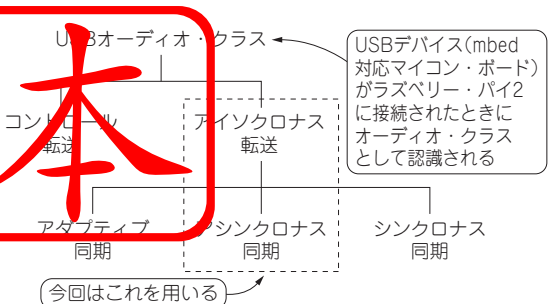 USBオーディオ・クラス
USBデバイス(mbed
対応マイコン・ボード)
がラズベリー・パイ2
に接続されたときに
オーディオ・クラス
として認識される
本
コントロール
転送
アイソクロナス
転送
アダプティブ
同期
アシンクロナス
同期
シンクロナス
同期
今回はこれを用いる